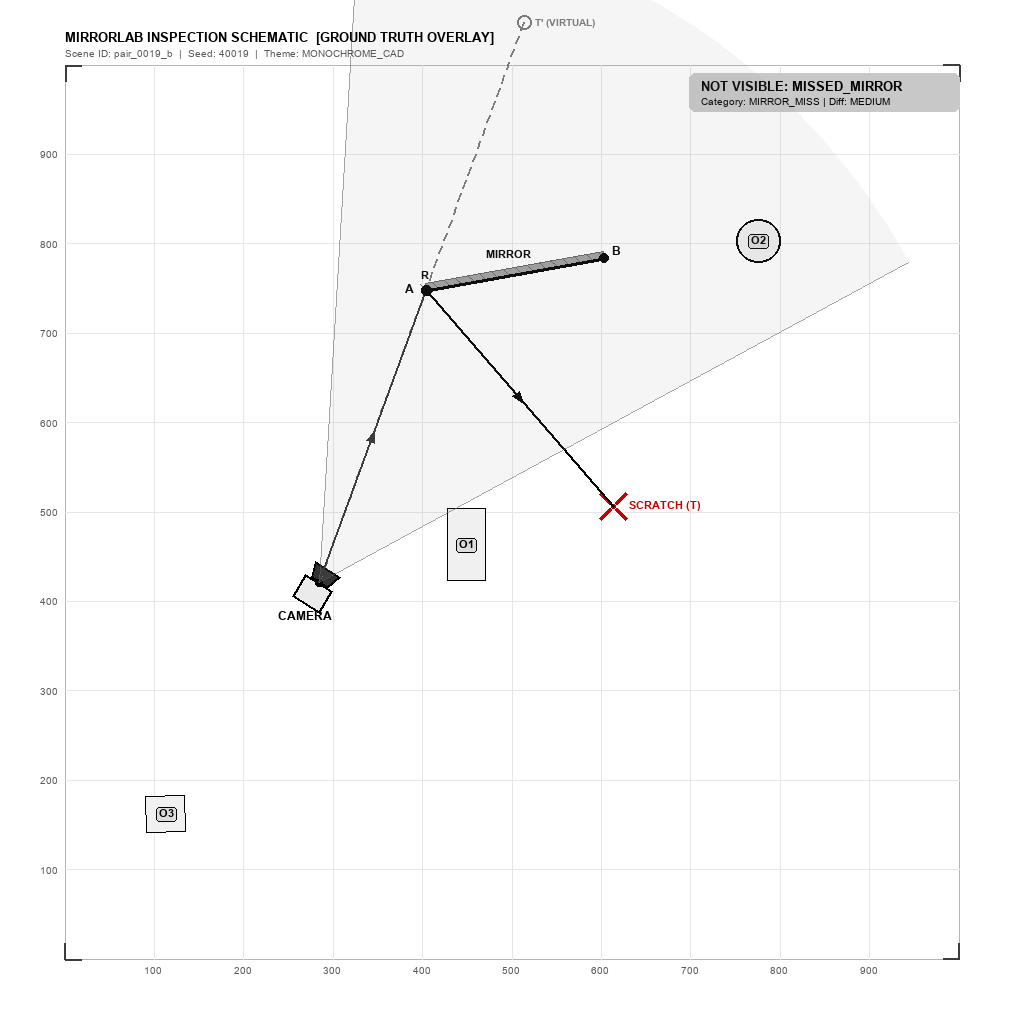 T' (VIRTUAL)
MIRRORLAB INSPECTION SCHEMATIC [GROUND TRUTH OVERLAY]
Scene ID: pair_0019_b | Seed: 40019 | Theme: MONOCHROME_CAD
NOT VISIBLE: MISSED_MIRROR
Category: MIRROR_MISS | Diff: MEDIUM
900
800
O2
MIRROR
B
R
A
700
600
500
SCRATCH (T)
O1
400
CAMERA
300
200
O3
100
100 200 300 400 500 600 700 800 900